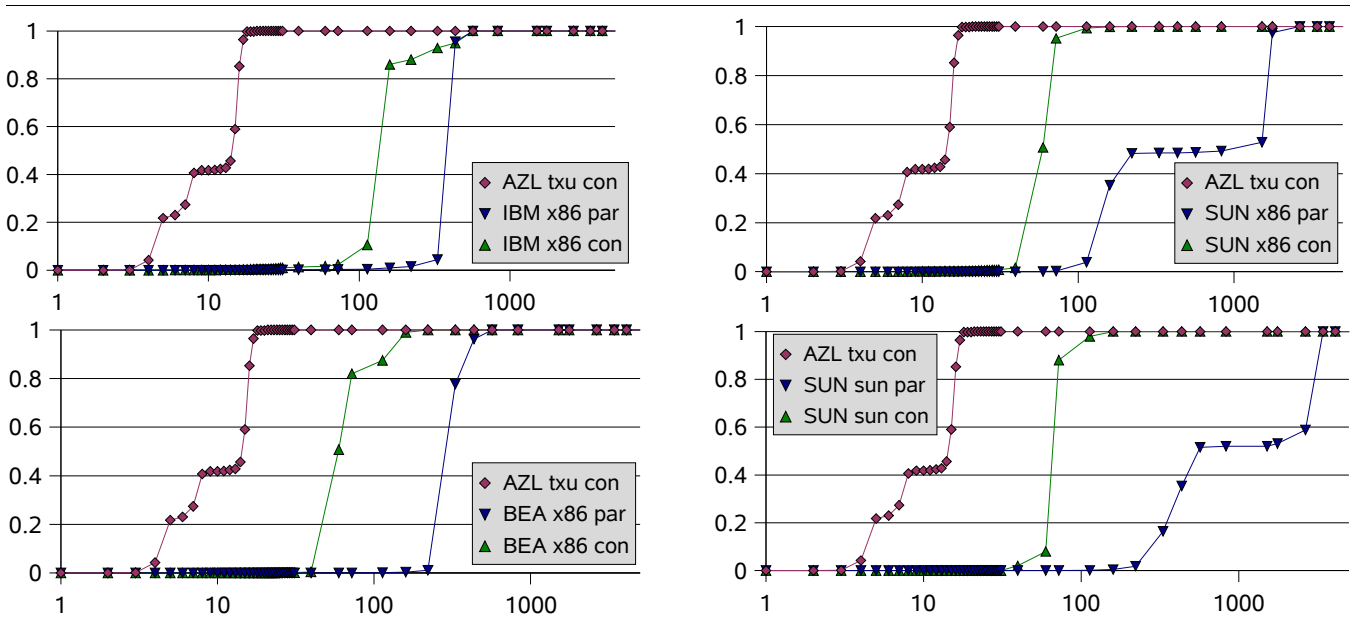 1
0.8
0.6
0.4
0.2
0
1 10 100 1000
AZL txu con
IBM x86 par
IBM x86 con
1
0.8
0.6
0.4
0.2
0
1 10 100 1000
AZL txu con
SUN x86 par
SUN x86 con
1
0.8
0.6
0.4
0.2
0
1 10 100 1000
AZL txu con
BEA x86 par
BEA x86 con
1
0.8
0.6
0.4
0.2
0
1 10 100 1000
AZL txu con
SUN sun par
SUN sun con